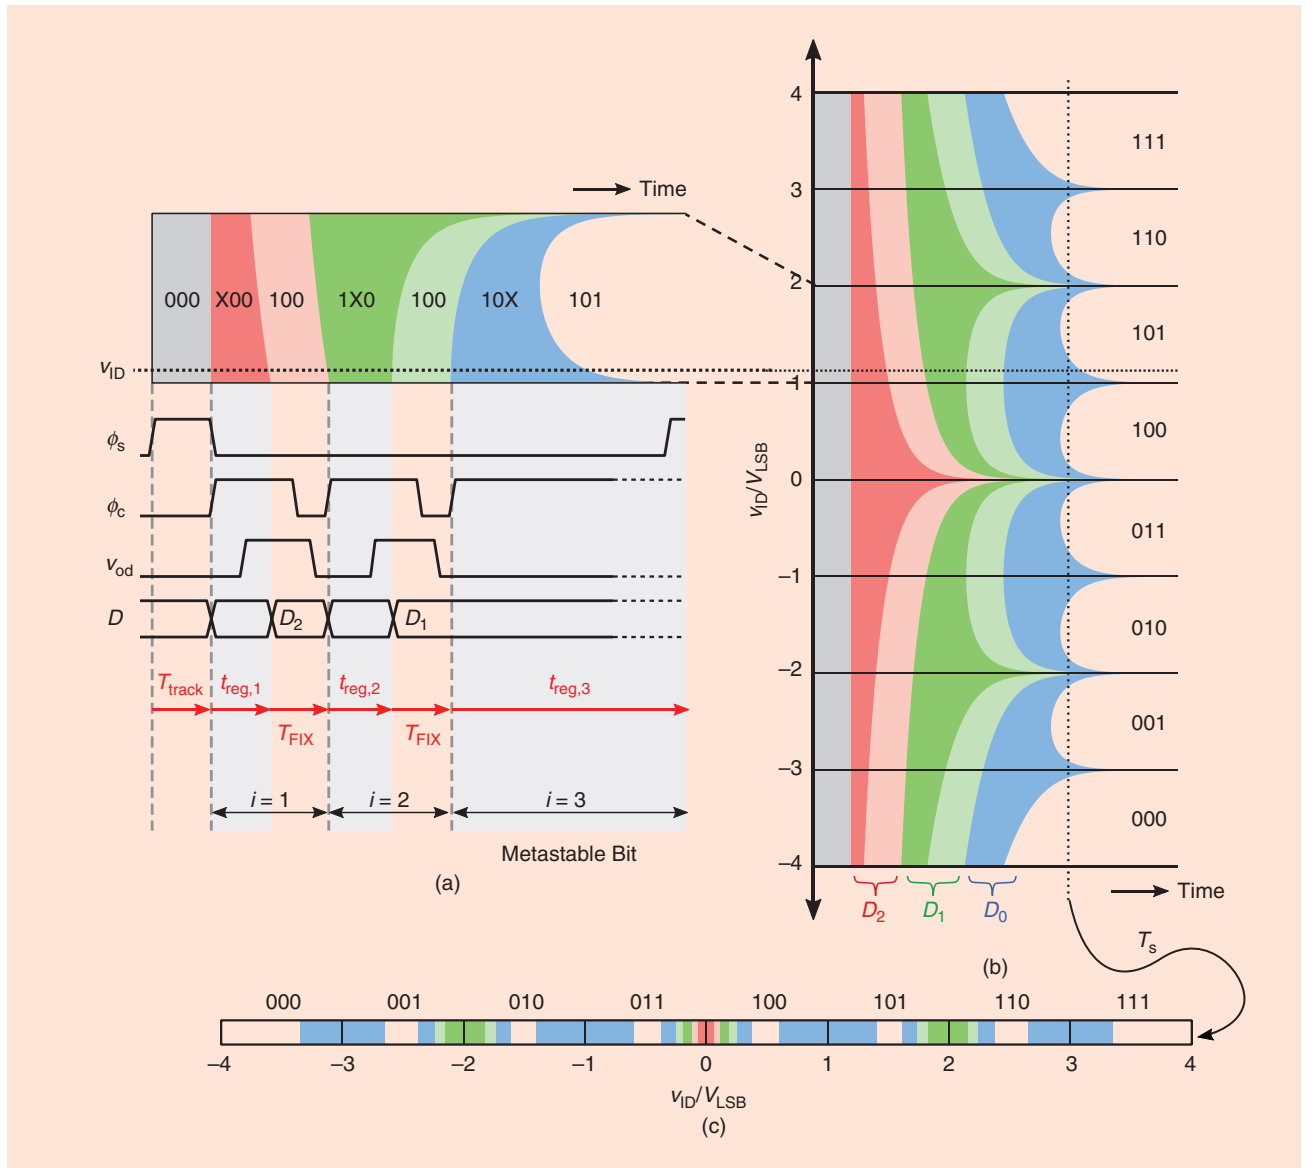 Time
000 X00 100 1X0 100 10X 101
vID
ϕs
ϕc
vod
D D2 D1
Ttrack treg,1 treg,2 treg,3
TFIX TFIX
i = 1 i = 2 i = 3
Metastable Bit
(a)
4
3
2
1
0
–1
–2
–3
–4
vID/VLSB
111
110
101
100
011
010
001
000
D2 D1 D0
Time
(b)
Ts
000 001 010 011 100 101 110 111
–4 –3 –2 –1 0 1 2 3 4
vID/VLSB
(c)